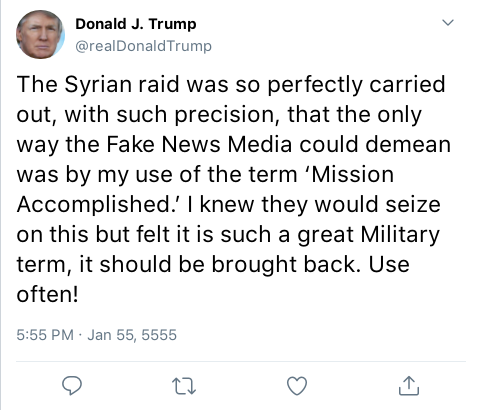 Donald J. Trump
@realDonaldTrump
The Syrian raid was so perfectly carried
out, with such precision, that the only
way the Fake News Media could demean
was by my use of the term ‘Mission
Accomplished.’ I knew they would seize
on this but felt it is such a great Military
term, it should be brought back. Use
often!
5:55 PM · Jan 55, 5555